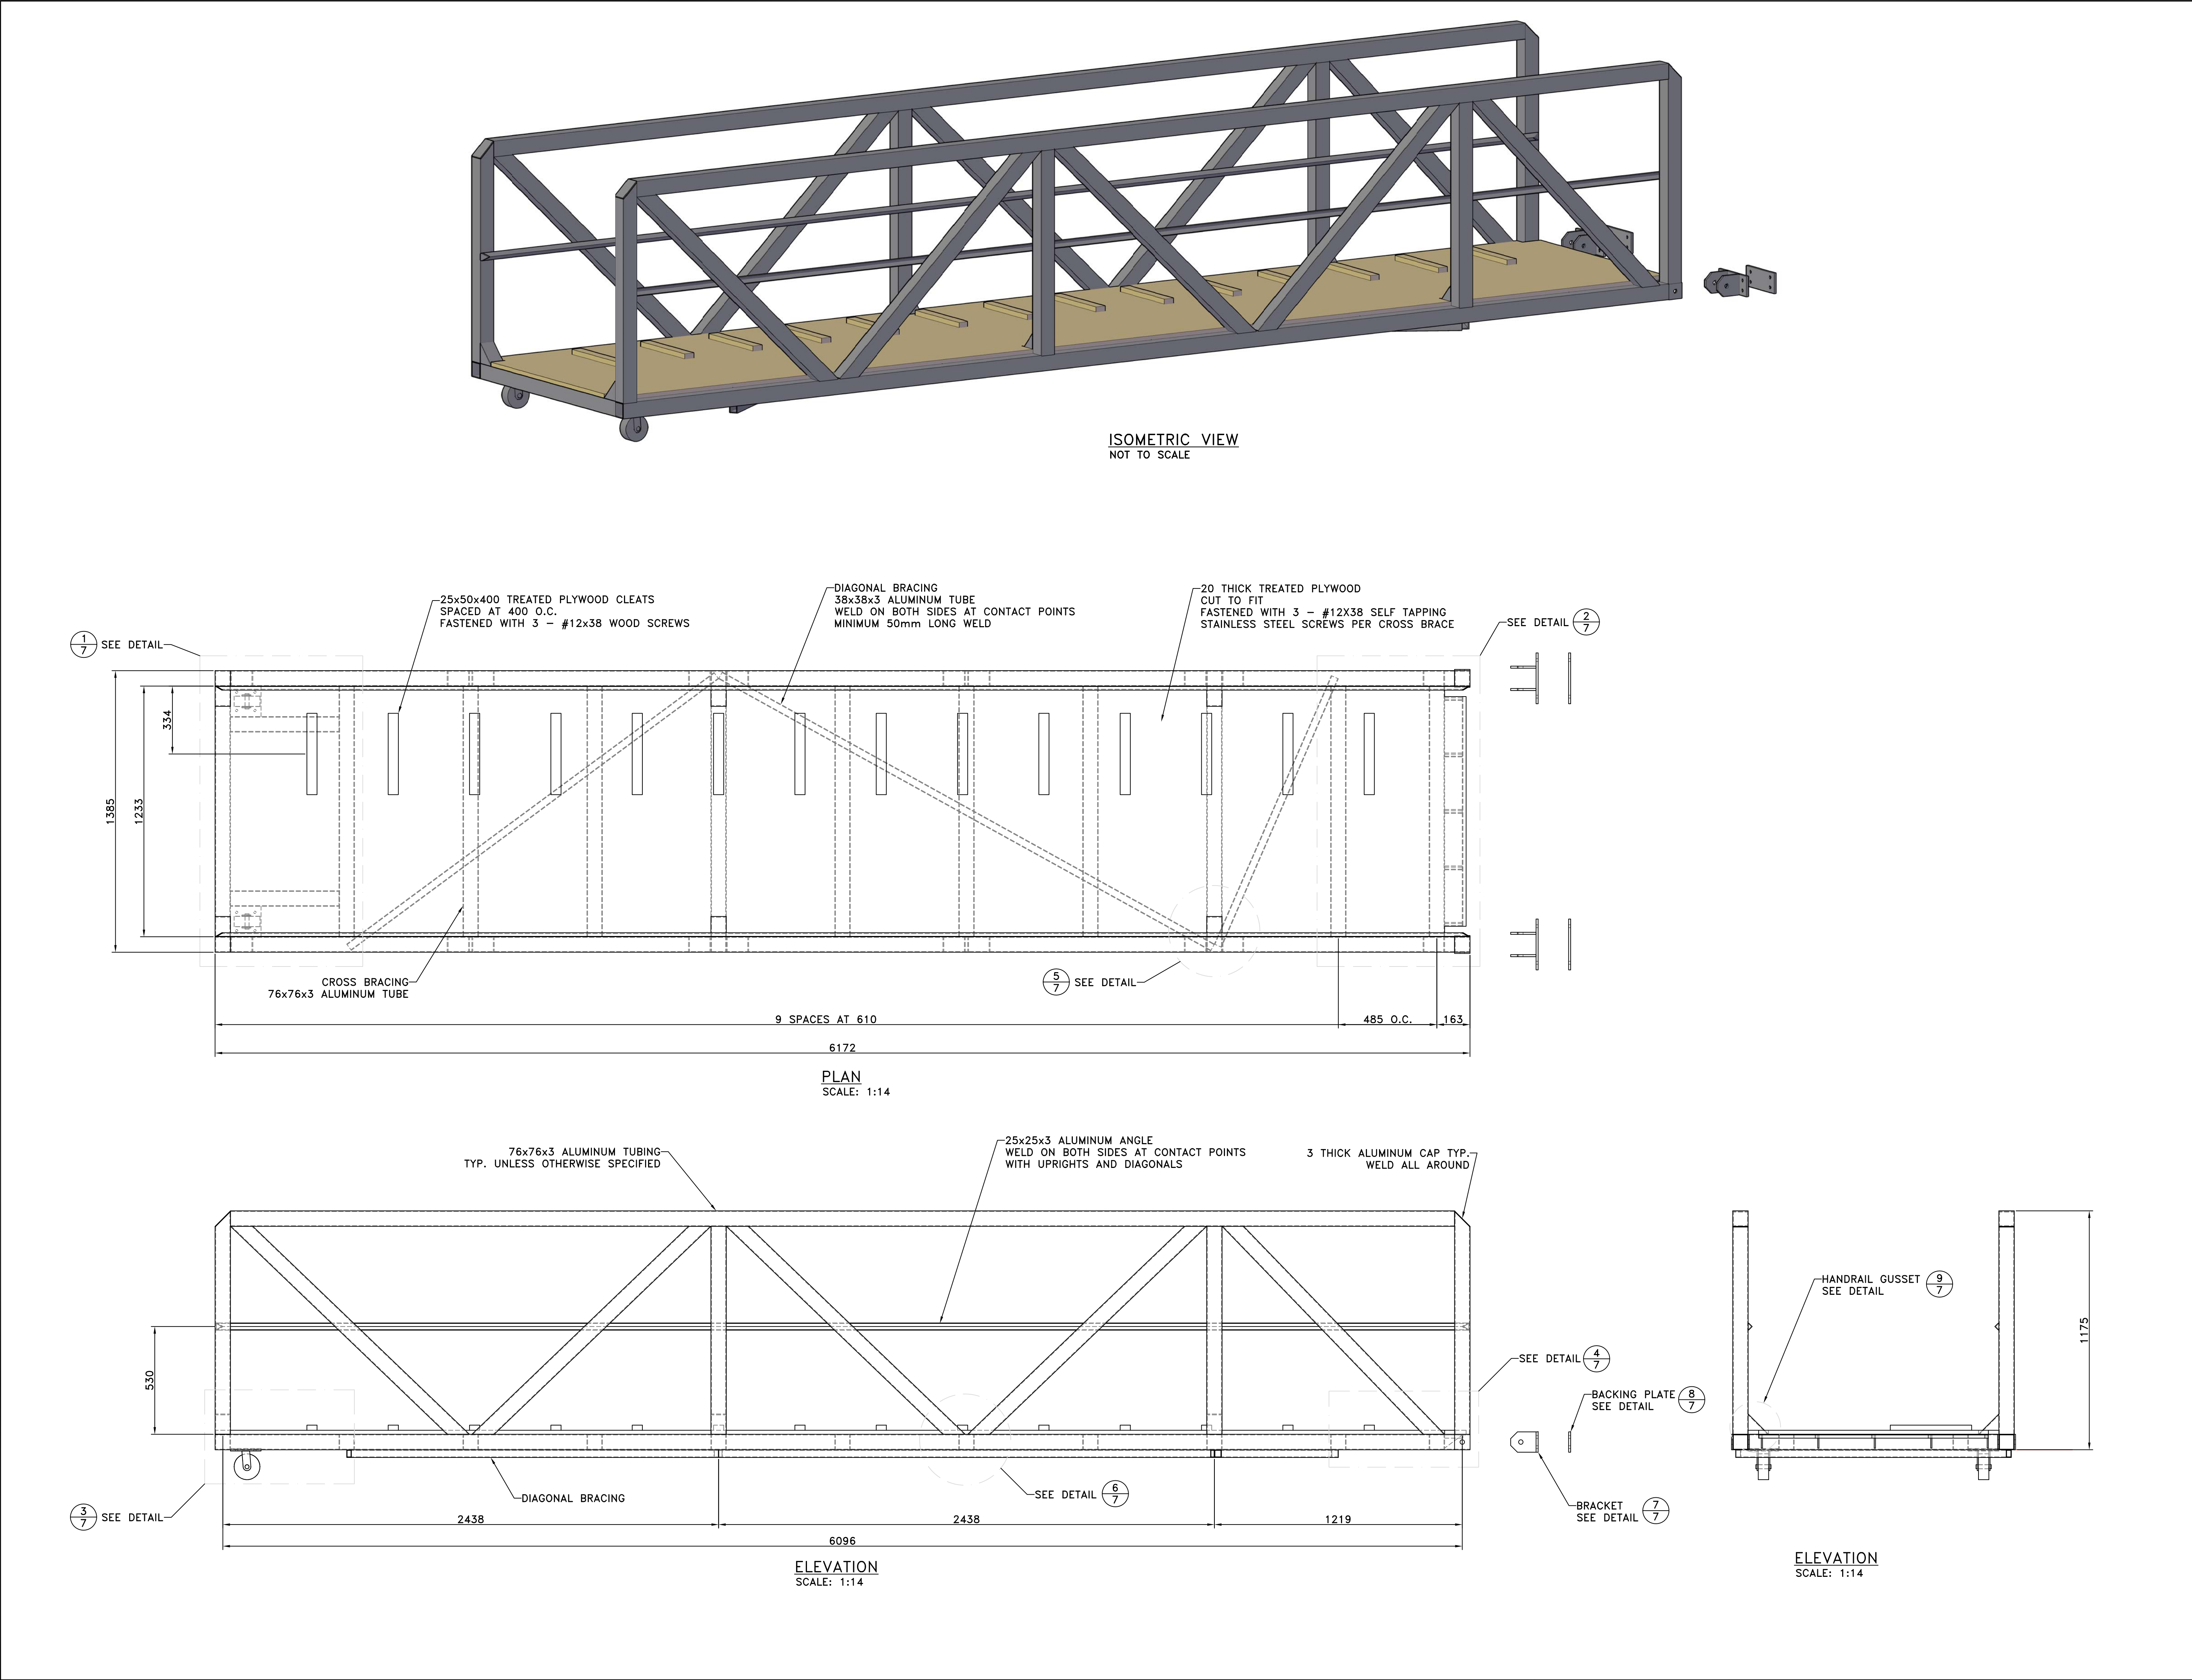 ISOMETRIC VIEW
NOT TO SCALE
25x50x400 TREATED PLYWOOD CLEATS
SPACED AT 400 O.C.
FASTENED WITH 3 - #12x38 WOOD SCREWS
DIAGONAL BRACING
38x38x3 ALUMINUM TUBE
WELD ON BOTH SIDES AT CONTACT POINTS
MINIMUM 50mm LONG WELD
20 THICK TREATED PLYWOOD
CUT TO FIT
FASTENED WITH 3 - #12X38 SELF TAPPING
STAINLESS STEEL SCREWS PER CROSS BRACE
1
7
SEE DETAIL
SEE DETAIL
2
7
334
1385
1233
CROSS BRACING
76x76x3 ALUMINUM TUBE
5
7
SEE DETAIL
9 SPACES AT 610
485 O.C.
163
6172
PLAN
SCALE: 1:14
76x76x3 ALUMINUM TUBING
TYP. UNLESS OTHERWISE SPECIFIED
25x25x3 ALUMINUM ANGLE
WELD ON BOTH SIDES AT CONTACT POINTS
WITH UPRIGHTS AND DIAGONALS
3 THICK ALUMINUM CAP TYP.
WELD ALL AROUND
530
SEE DETAIL
4
7
BACKING PLATE
SEE DETAIL
8
7
BRACKET
SEE DETAIL
7
7
3
7
SEE DETAIL
DIAGONAL BRACING
SEE DETAIL
6
7
2438
2438
1219
6096
ELEVATION
SCALE: 1:14
HANDRAIL GUSSET
SEE DETAIL
9
7
1175
ELEVATION
SCALE: 1:14